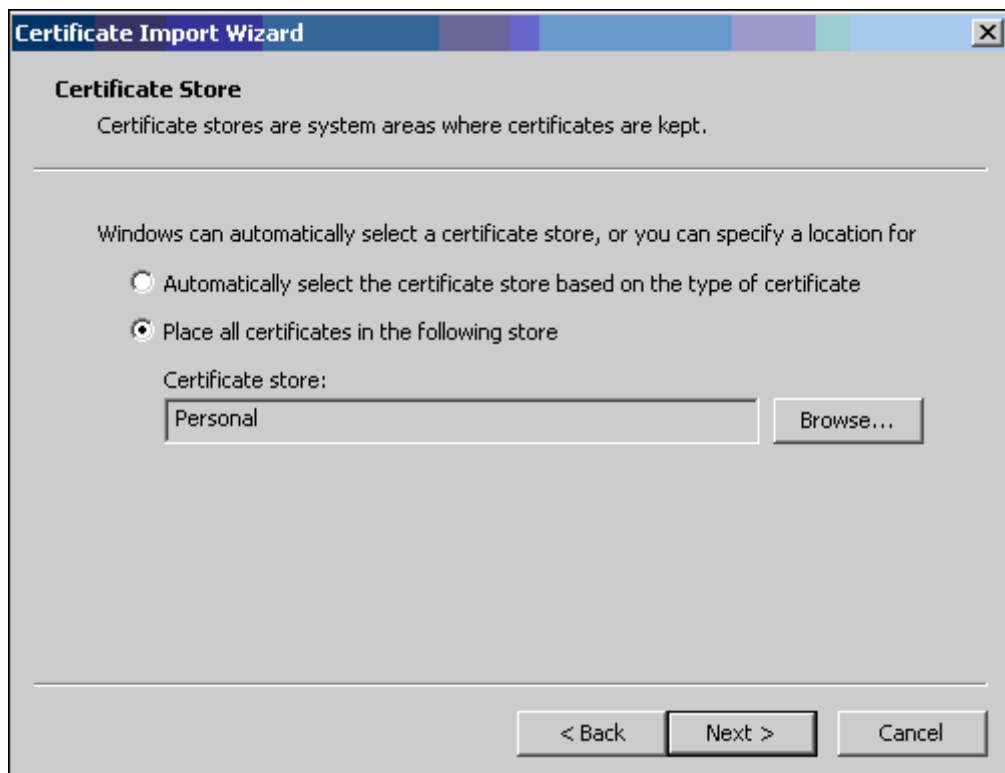 Certificate Import Wizard
Certificate Store
Certificate stores are system areas where certificates are kept.
Windows can automatically select a certificate store, or you can specify a location for
Automatically select the certificate store based on the type of certificate
Place all certificates in the following store
Certificate store:
Personal
Browse...
< Back
Next >
Cancel